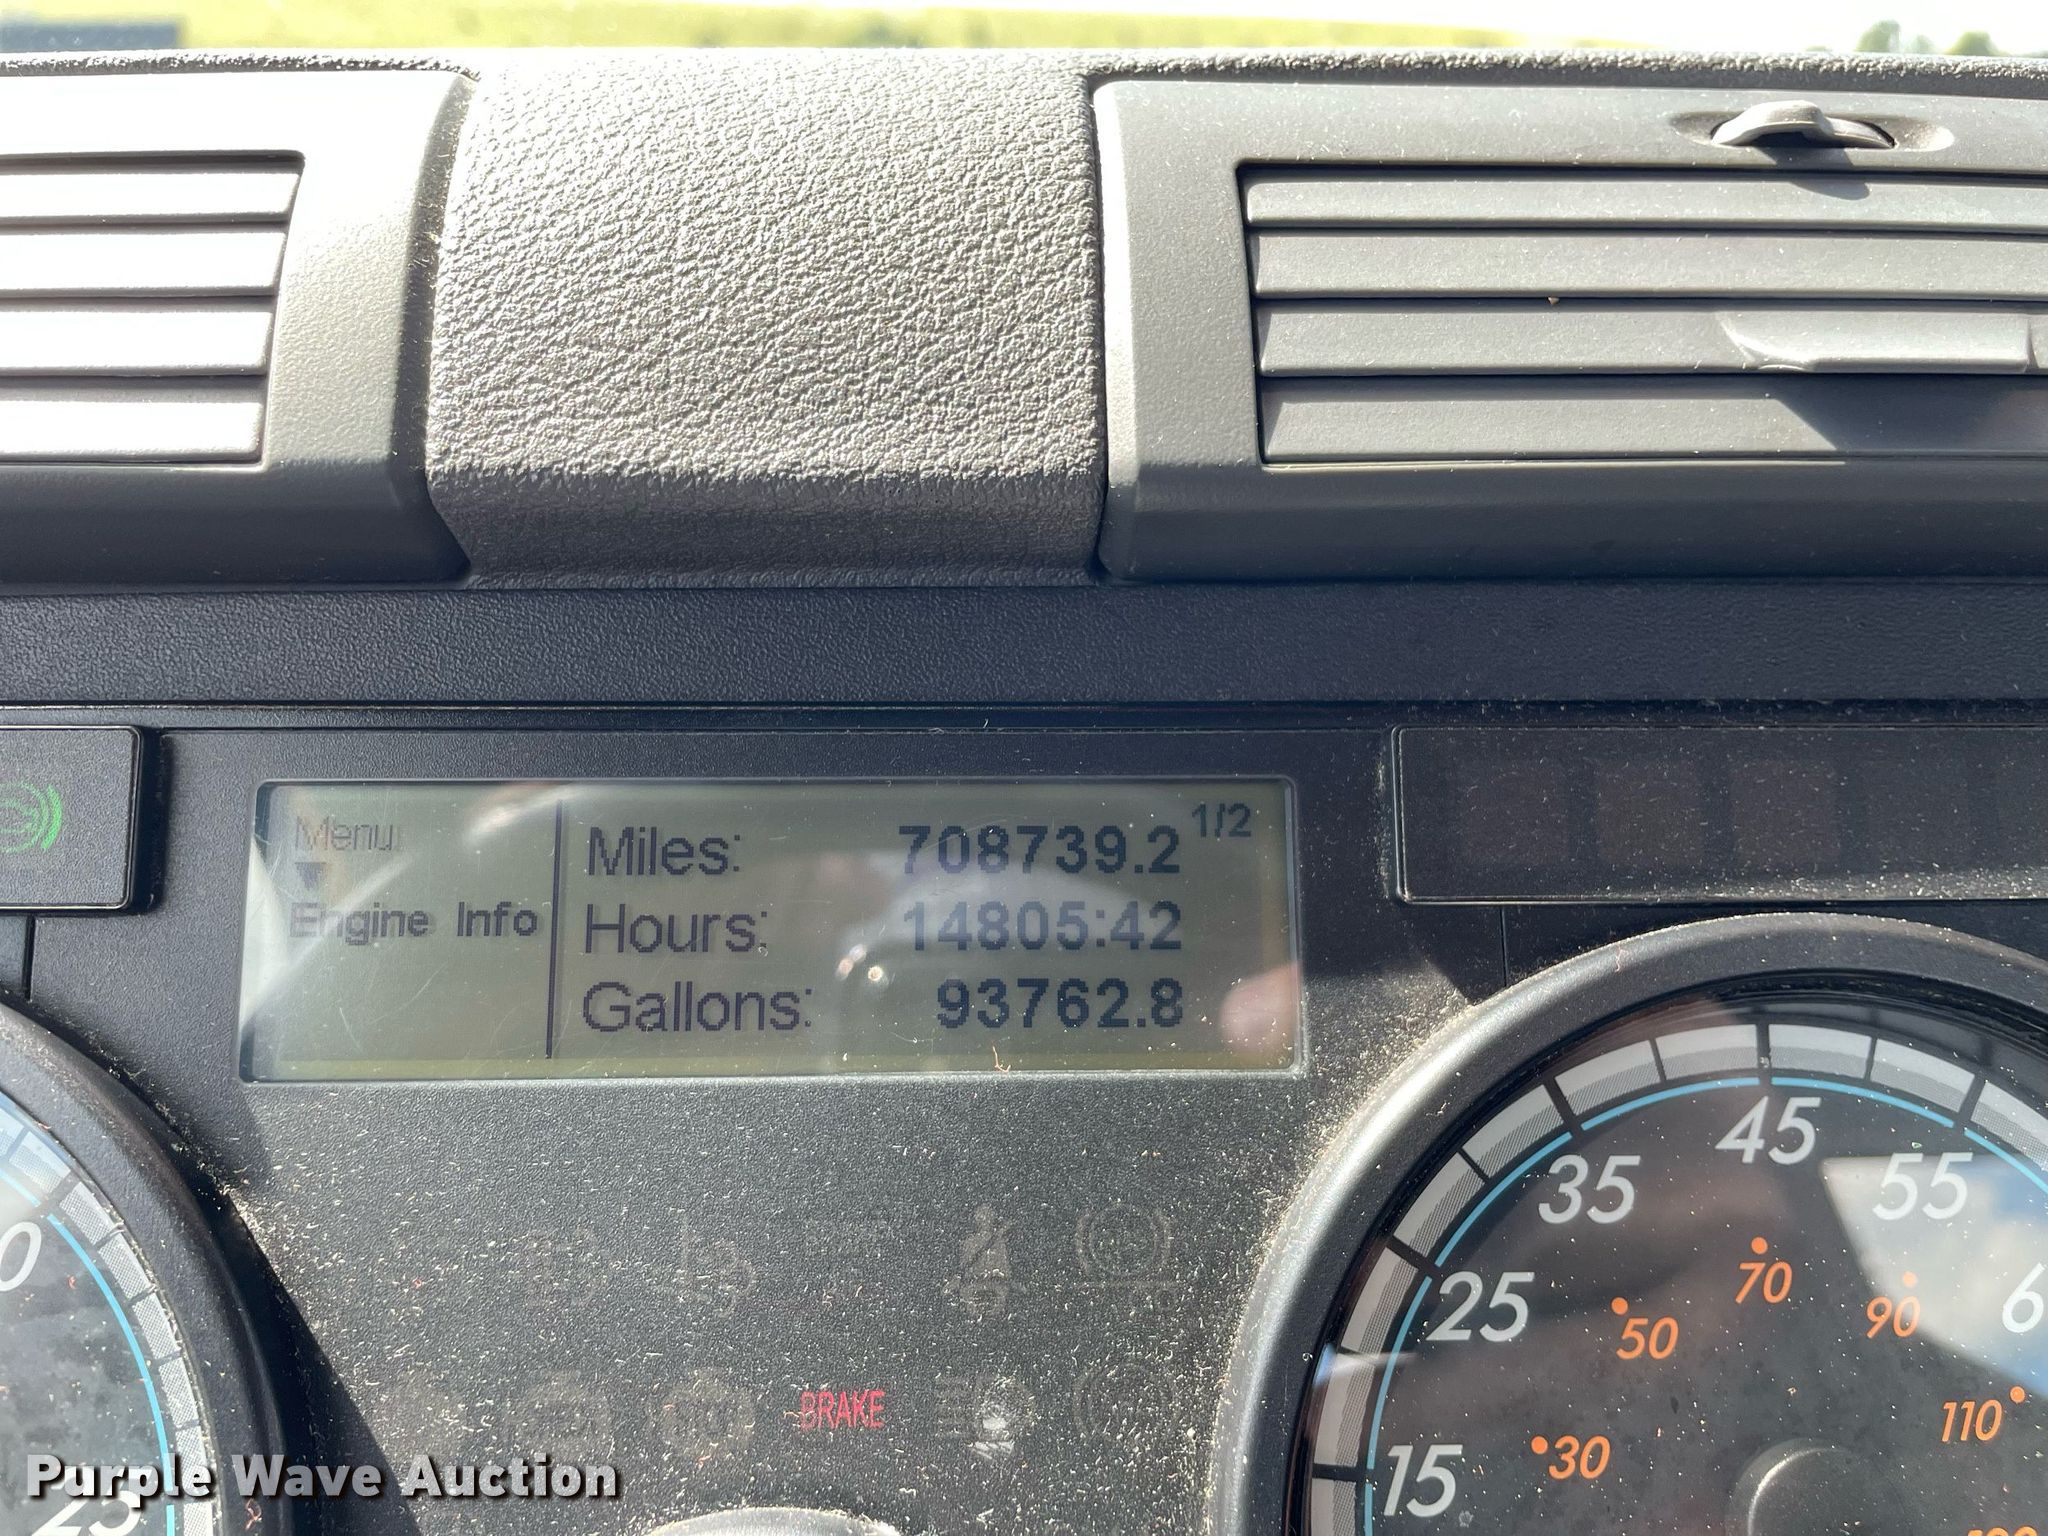 Menu:
Engine Info
Miles: 708739.2 1/2
Hours: 14805:42
Gallons: 93762.8
BRAKE
15 25 35 45 55
30 50 70 90 110
25
Purple Wave Auction